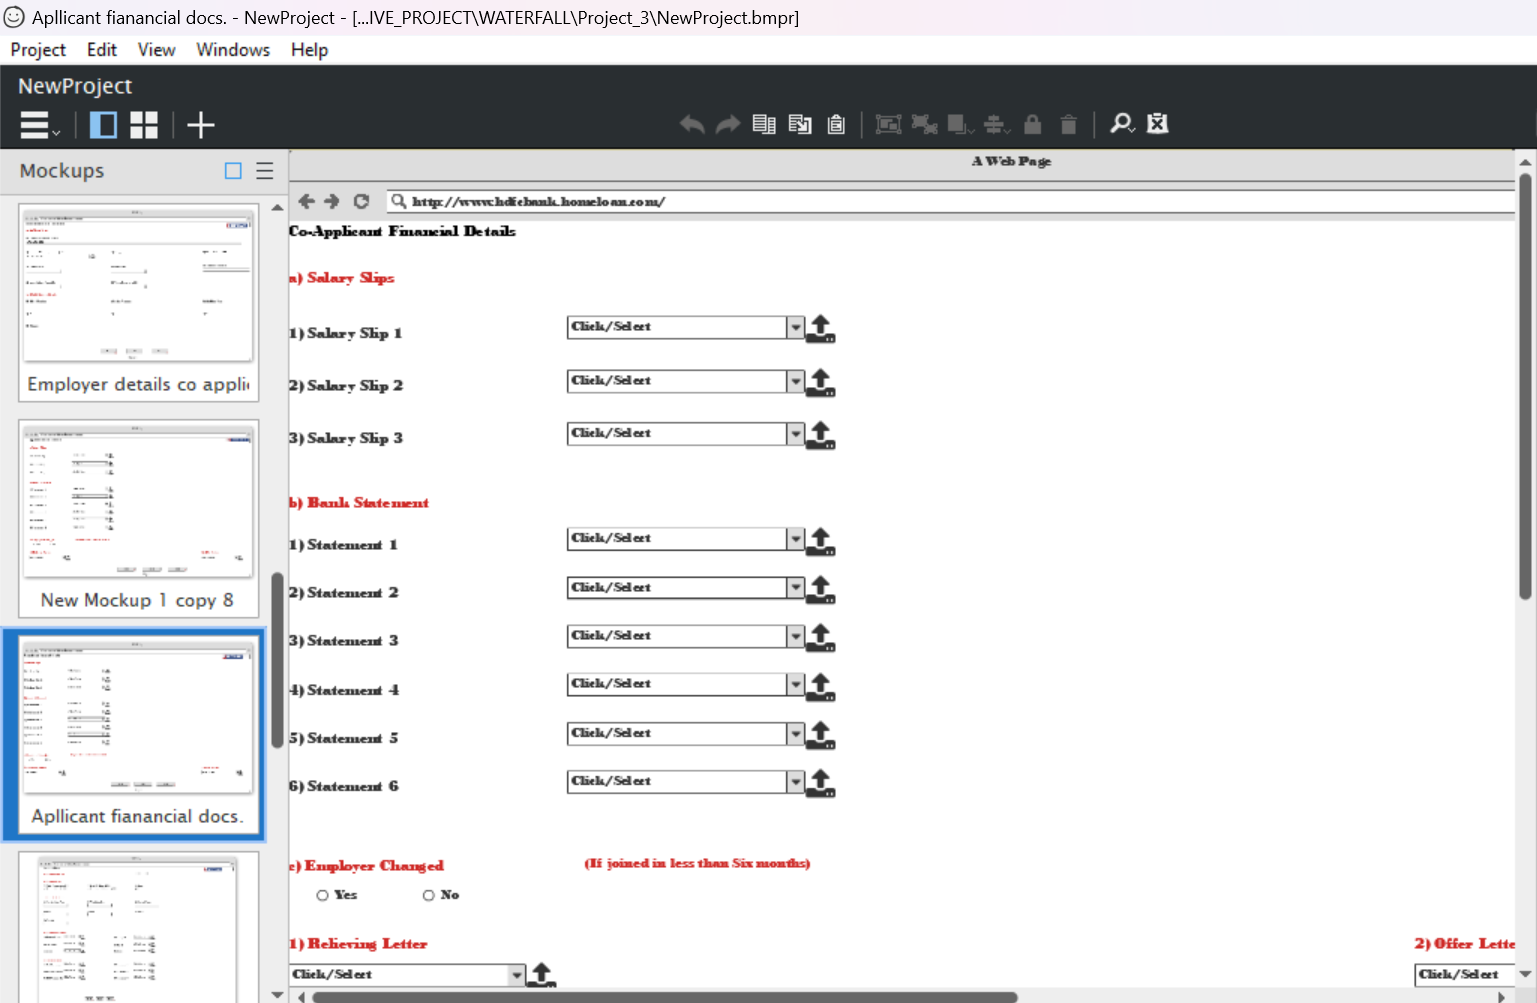 Apllicant fianancial docs. - NewProject - [...IVE_PROJECT\WATERFALL\Project_3\NewProject.bmpr]
Project Edit View Windows Help
NewProject
Mockups
Employer details co applic
New Mockup 1 copy 8
Apllicant fianancial docs.
A Web Page
http://www.hdfcbank.homeloan.com/
Co-Applicant Financial Details
a) Salary Slips
1) Salary Slip 1 Click/Select
2) Salary Slip 2 Click/Select
3) Salary Slip 3 Click/Select
b) Bank Statement
1) Statement 1 Click/Select
2) Statement 2 Click/Select
3) Statement 3 Click/Select
4) Statement 4 Click/Select
5) Statement 5 Click/Select
6) Statement 6 Click/Select
c) Employer Changed (If joined in less than Six months)
Yes No
1) Relieving Letter 2) Offer Lette
Click/Select Click/Select